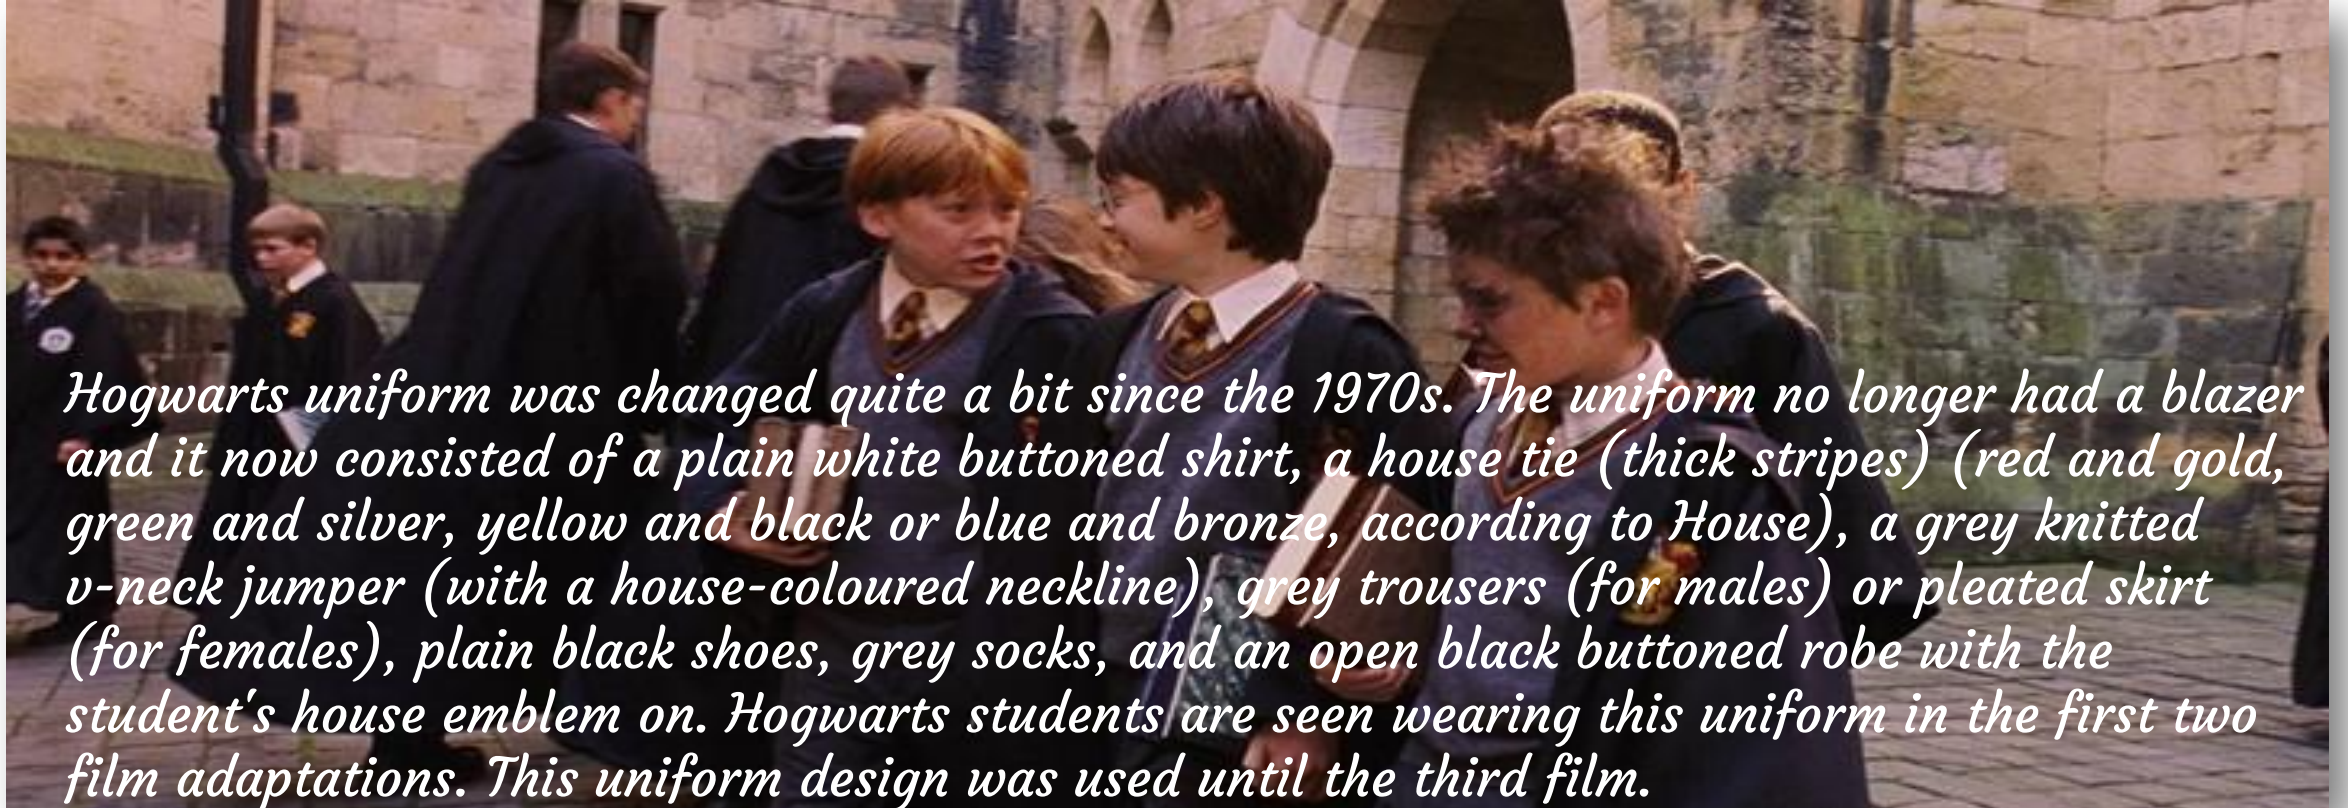 Hogwarts uniform was changed quite a bit since the 1970s. The uniform no longer had a blazer
and it now consisted of a plain white buttoned shirt, a house tie (thick stripes) (red and gold,
green and silver, yellow and black or blue and bronze, according to House), a grey knitted
v-neck jumper (with a house-coloured neckline), grey trousers (for males) or pleated skirt
(for females), plain black shoes, grey socks, and an open black buttoned robe with the
student's house emblem on. Hogwarts students are seen wearing this uniform in the first two
film adaptations. This uniform design was used until the third film.